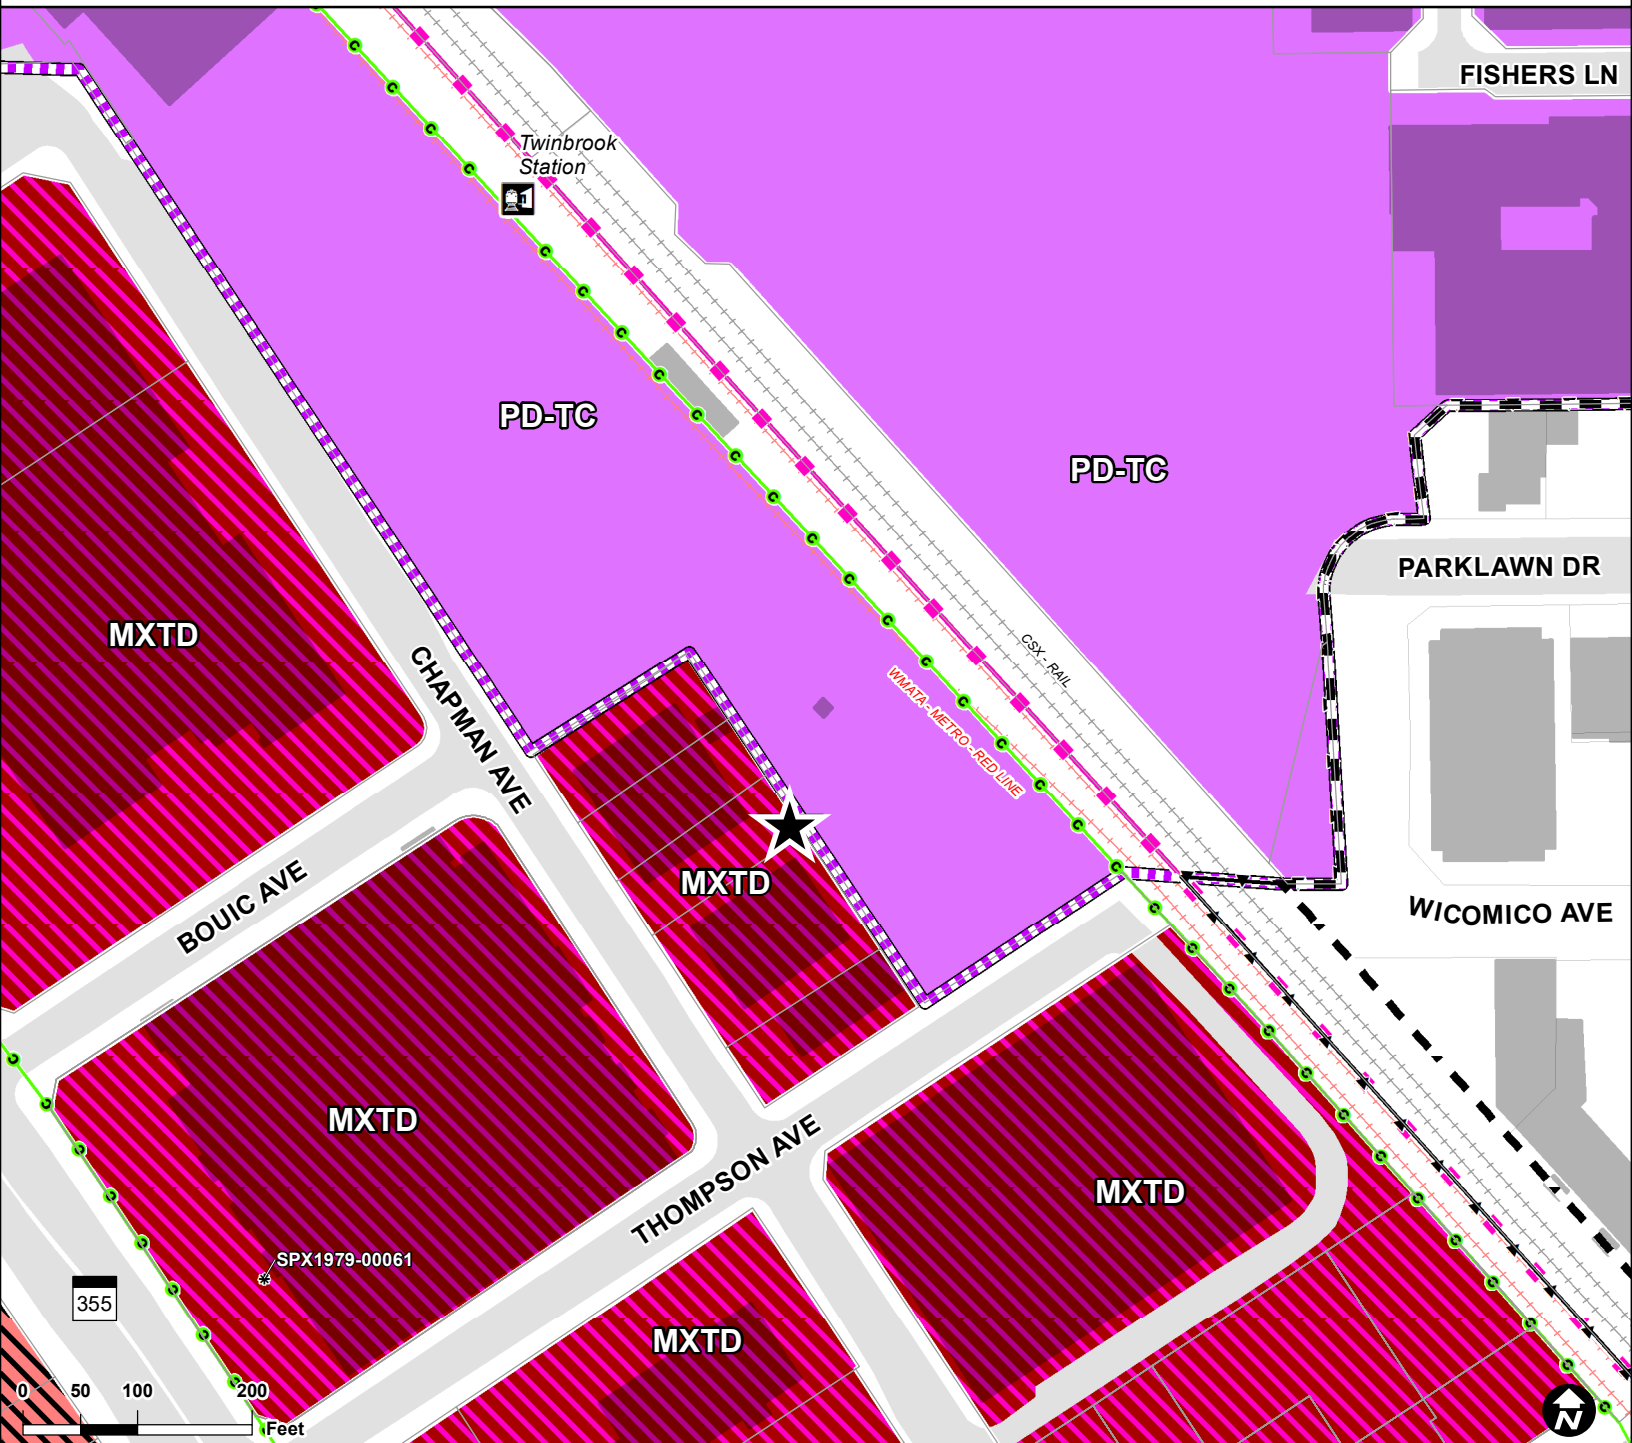 FISHERS LN
Twinbrook
Station
PD-TC
PD-TC
PARKLAWN DR
MXTD
CHAPMAN AVE
CSX - RAIL
WMATA - METRO - RED LINE
MXTD
BOUIC AVE
WICOMICO AVE
MXTD
THOMPSON AVE
MXTD
SPX1979-00061
355
MXTD
0 50 100 200
Feet
N